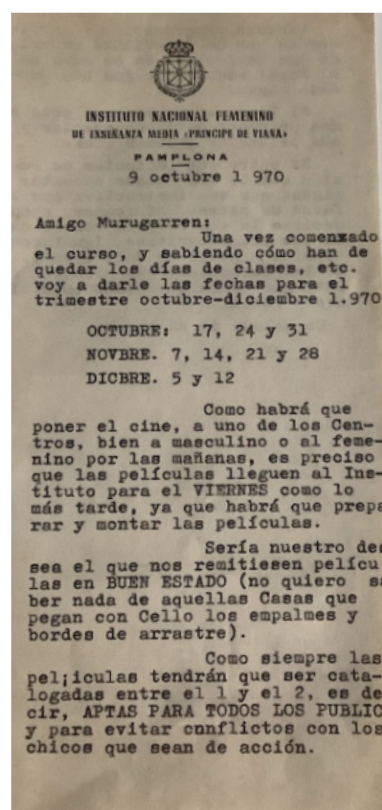 INSTITUTO NACIONAL FEMENINO
DE ENSEÑANZA MEDIA «PRINCIPE DE VIANA»
PAMPLONA
9 octubre 1 970
Amigo Murugarren:
Una vez comenzado
el curso, y sabiendo cómo han de
quedar los días de clases, etc.
voy a darle las fechas para el
trimestre octubre-diciembre 1.970
OCTUBRE: 17, 24 y 31
NOVBRE. 7, 14, 21 y 28
DICBRE. 5 y 12
Como habrá que
poner el cine, a uno de los Cen-
tros, bien a masculino o al feme-
nino por las mañanas, es preciso
que las películas lleguen al Ins-
tituto para el VIERNES como lo
más tarde, ya que habrá que prepa
rar y montar las películas.
Sería nuestro des
sea el que nos remitiesen pelícu
las en BUEN ESTADO (no quiero sa
ber nada de aquellas Casas que
pegan con Cello los empalmes y
bordes de arrastre).
Como siempre las
pel¡iculas tendrán que ser cata-
logadas entre el 1 y el 2, es de
cir, APTAS PARA TODOS LOS PUBLIC
y para evitar cnnflictos con los
chicos que sean de acción.